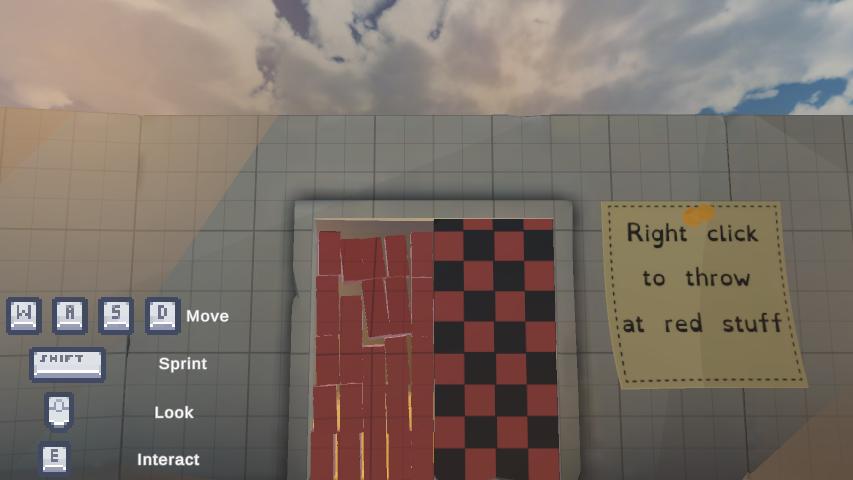 Right click
to throw
at red stuff
W A S D Move
SHIFT Sprint
Look
E Interact